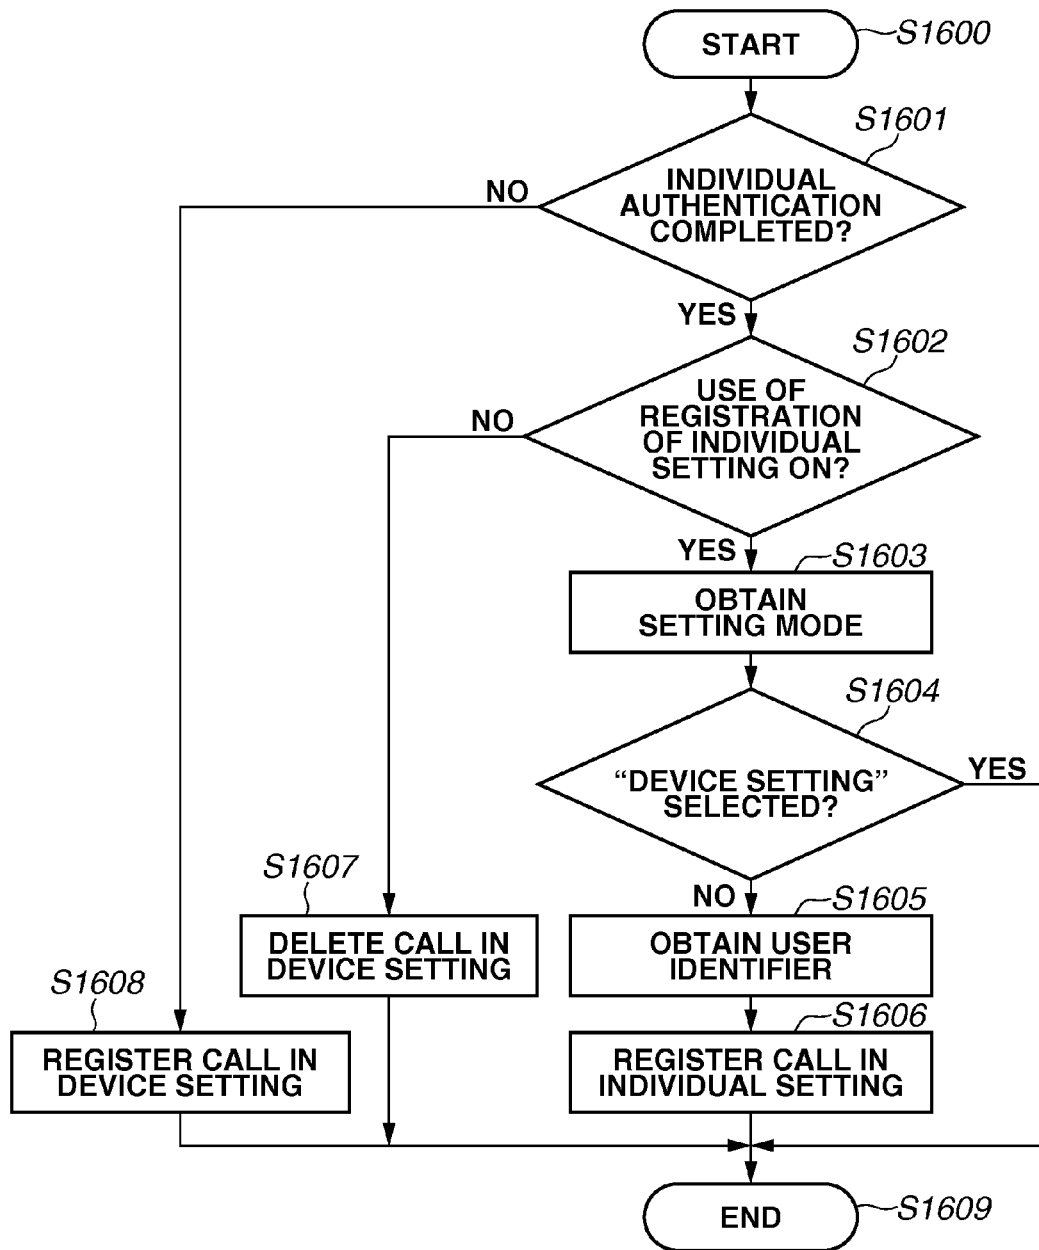 START
S1600
S1601
INDIVIDUAL
AUTHENTICATION
COMPLETED?
NO
YES
S1602
USE OF
REGISTRATION
OF INDIVIDUAL
SETTING ON?
NO
YES
S1603
OBTAIN
SETTING MODE
S1604
"DEVICE SETTING"
SELECTED?
YES
NO
S1605
OBTAIN USER
IDENTIFIER
S1607
DELETE CALL IN
DEVICE SETTING
S1606
REGISTER CALL IN
INDIVIDUAL SETTING
S1608
REGISTER CALL IN
DEVICE SETTING
END
S1609